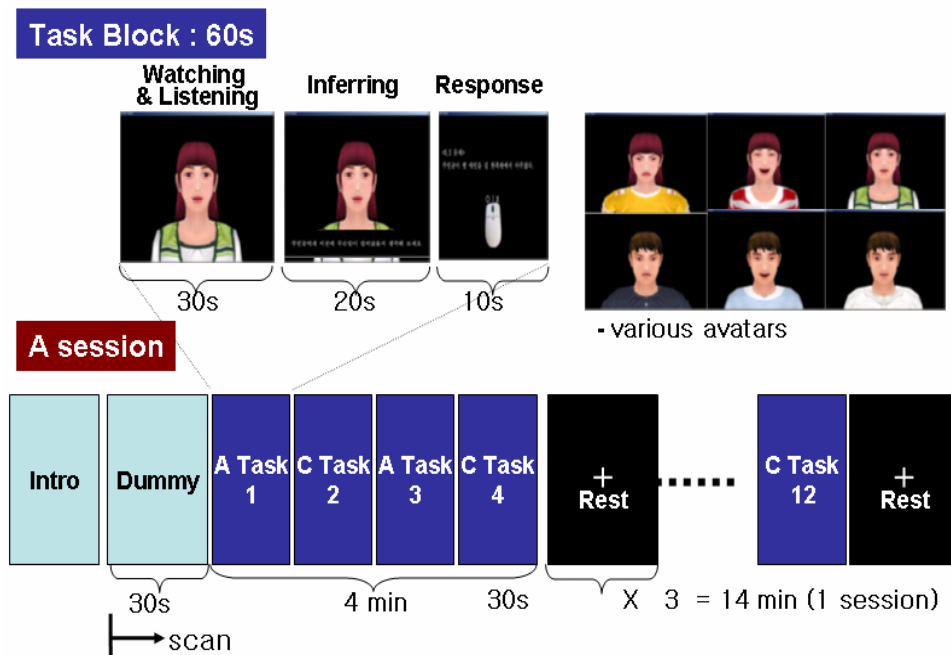 Task Block : 60s
Watching
& Listening
Inferring
Response
30s
20s
10s
- various avatars
A session
Intro
Dummy
A Task
1
C Task
2
A Task
3
C Task
4
+
Rest
C Task
12
+
Rest
30s
4 min
30s
X 3 = 14 min (1 session)
scan